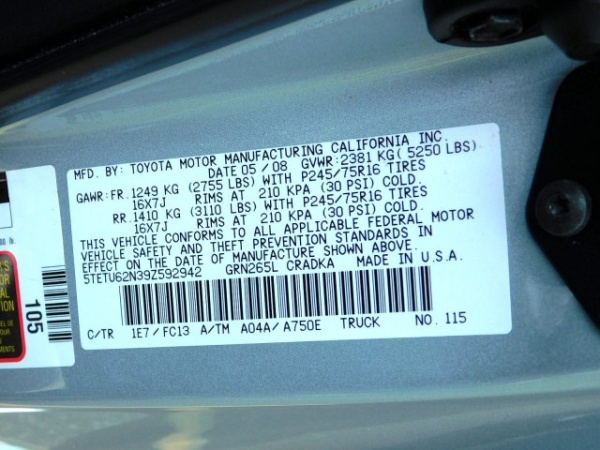 MFD. BY: TOYOTA MOTOR MANUFACTURING CALIFORNIA INC.
DATE 05/08 GVWR: 2381 KG( 5250 LBS)
GAWR: FR. 1249 KG (2755 LBS) WITH P245/75R16 TIRES
16X7J RIMS AT 210 KPA (30 PSI) COLD.
RR. 1410 KG (3110 LBS) WITH P245/75R16 TIRES
16X7J RIMS AT 210 KPA (30 PSI) COLD.
THIS VEHICLE CONFORMS TO ALL APPLICABLE FEDERAL MOTOR
VEHICLE SAFETY AND THEFT PREVENTION STANDARDS IN
EFFECT ON THE DATE OF MANUFACTURE SHOWN ABOVE.
5TETU62N39Z592942 GRN265L CRADKA MADE IN U.S.A.
C/TR 1E7/FC13 A/TM A04A/A750E TRUCK NO. 115
105